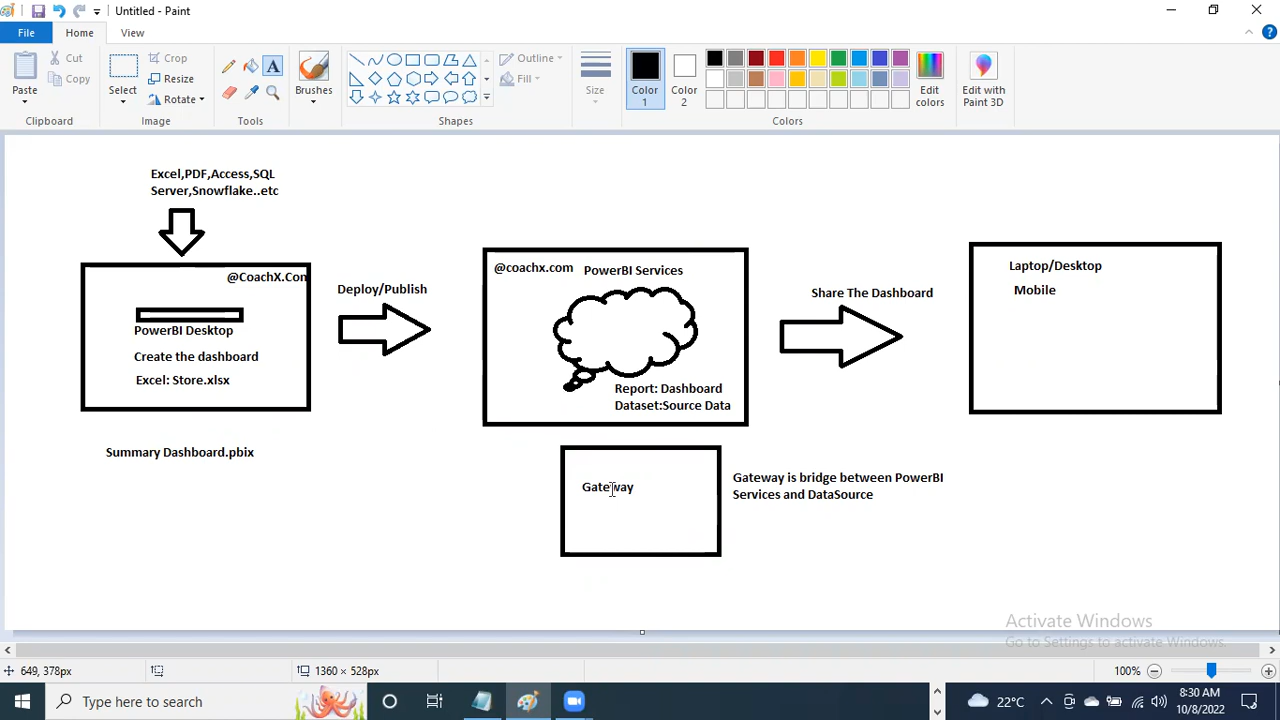 Untitled - Paint
File
Home
View
Paste
Cut
Copy
Clipboard
Select
Crop
Resize
Rotate
Image
A
Tools
Brushes
Shapes
Outline
Fill
Size
Color
1
Color
2
Edit
colors
Edit with
Paint 3D
Colors
Excel,PDF,Access,SQL
Server,Snowflake..etc
@CoachX.Com
PowerBI Desktop
Create the dashboard
Excel: Store.xlsx
Summary Dashboard.pbix
Deploy/Publish
@coachx.com
PowerBI Services
Report: Dashboard
Dataset:Source Data
Share The Dashboard
Laptop/Desktop
Mobile
Gateway
Gateway is bridge between PowerBI
Services and DataSource
Activate Windows
Go to Settings to activate Windows.
649, 378px
1360 × 528px
100%
Type here to search
22°C
8:30 AM
10/8/2022